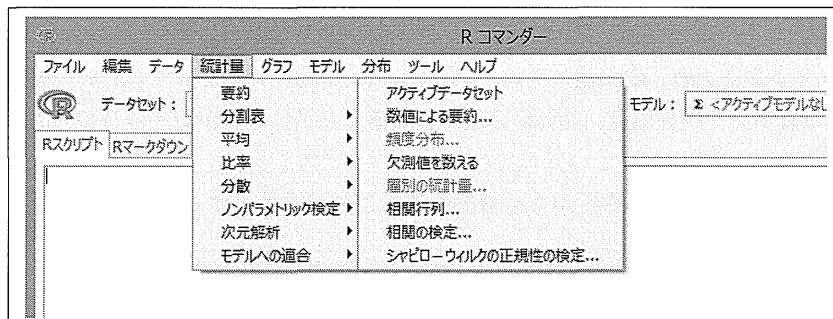 R コマンダー
ファイル 編集 データ 統計量 グラフ モデル 分布 ツール ヘルプ
R データセット: モデル: Σ <アクティブモデルなし
Rスクリプト Rマークダウン
要約
分割表
平均
比率
分散
ノンパラメトリック検定
次元解析
モデルへの適合
アクティブデータセット
数値による要約...
頻度分布...
欠測値を数える
層別の統計量...
相関行列...
相関の検定...
シャピローウィルクの正規性の検定...